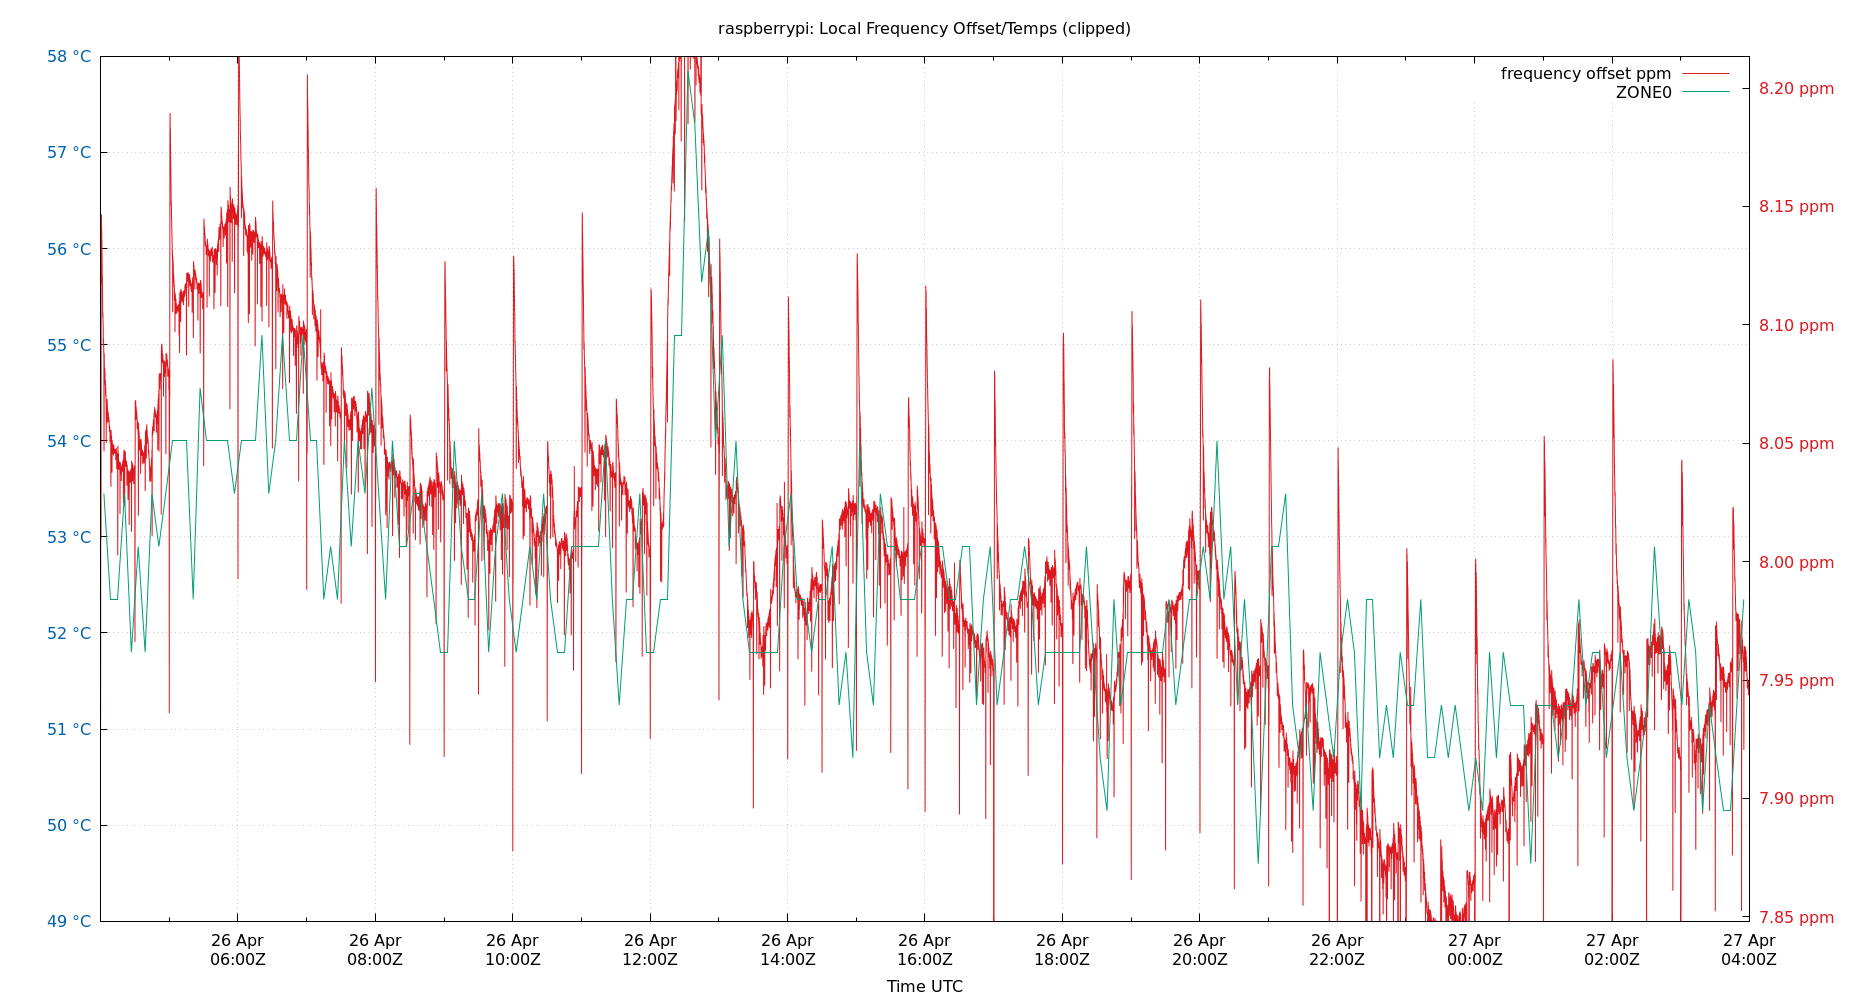 raspberrypi: Local Frequency Offset/Temps (clipped)
58 °C
57 °C
56 °C
55 °C
54 °C
53 °C
52 °C
51 °C
50 °C
49 °C
frequency offset ppm
ZONE0
8.20 ppm
8.15 ppm
8.10 ppm
8.05 ppm
8.00 ppm
7.95 ppm
7.90 ppm
7.85 ppm
26 Apr
06:00Z
26 Apr
08:00Z
26 Apr
10:00Z
26 Apr
12:00Z
26 Apr
14:00Z
26 Apr
16:00Z
26 Apr
18:00Z
26 Apr
20:00Z
26 Apr
22:00Z
27 Apr
00:00Z
27 Apr
02:00Z
27 Apr
04:00Z
Time UTC